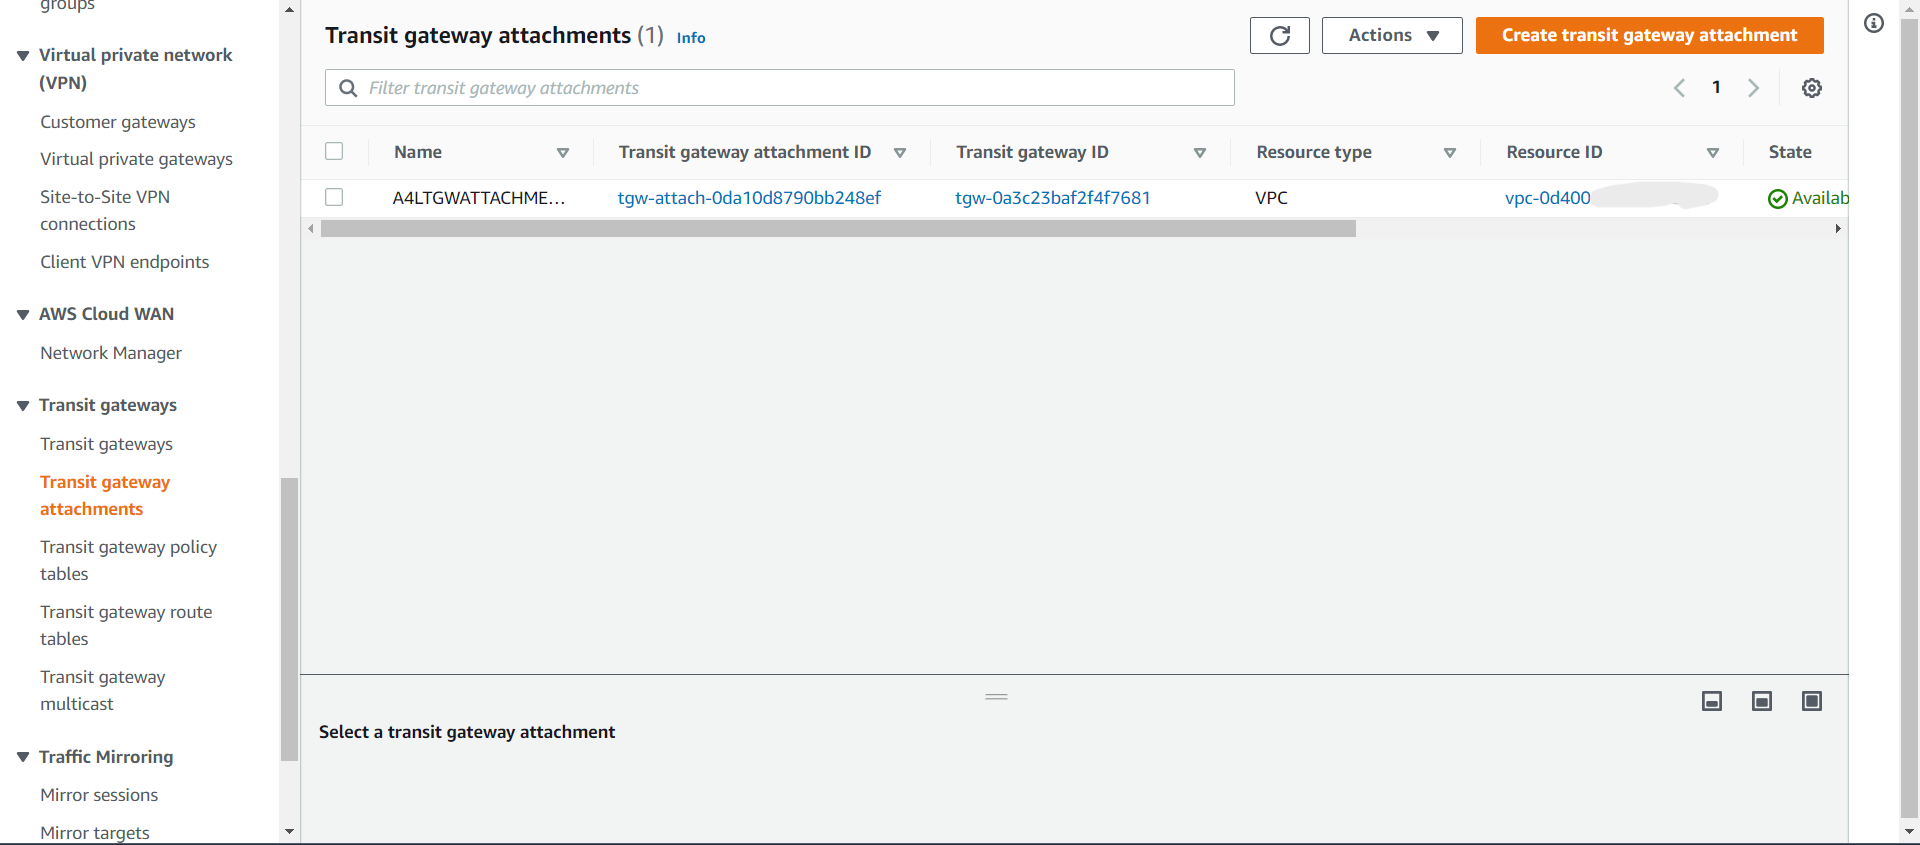 groups
Virtual private network
(VPN)
Customer gateways
Virtual private gateways
Site-to-Site VPN
connections
Client VPN endpoints
AWS Cloud WAN
Network Manager
Transit gateways
Transit gateways
Transit gateway
attachments
Transit gateway policy
tables
Transit gateway route
tables
Transit gateway
multicast
Traffic Mirroring
Mirror sessions
Mirror targets
Transit gateway attachments (1) Info
Actions
Create transit gateway attachment
Filter transit gateway attachments
1
Name Transit gateway attachment ID Transit gateway ID Resource type Resource ID State
A4LTGWATTACHME... tgw-attach-0da10d8790bb248ef tgw-0a3c23baf2f4f7681 VPC vpc-0d400 Availab
Select a transit gateway attachment